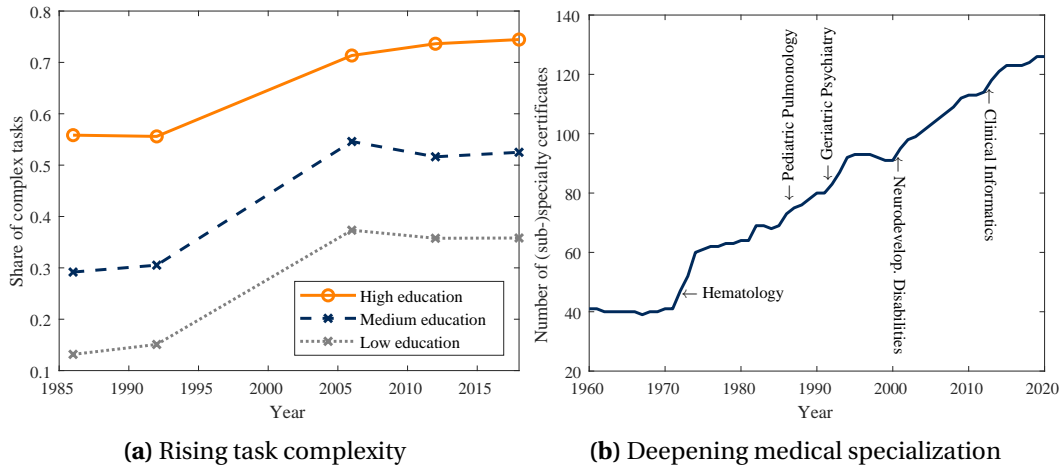 0.8
0.7
0.6
0.5
0.4
0.3
0.2
0.1
Share of complex tasks
High education
Medium education
Low education
1985 1990 1995 2000 2005 2010 2015
Year
(a) Rising task complexity
140
120
100
80
60
40
20
Number of (sub-)specialty certificates
← Hematology
← Pediatric Pulmonology
← Geriatric Psychiatry
Neurodevelop. Disabilities →
Clinical Informatics →
1960 1970 1980 1990 2000 2010 2020
Year
(b) Deepening medical specialization